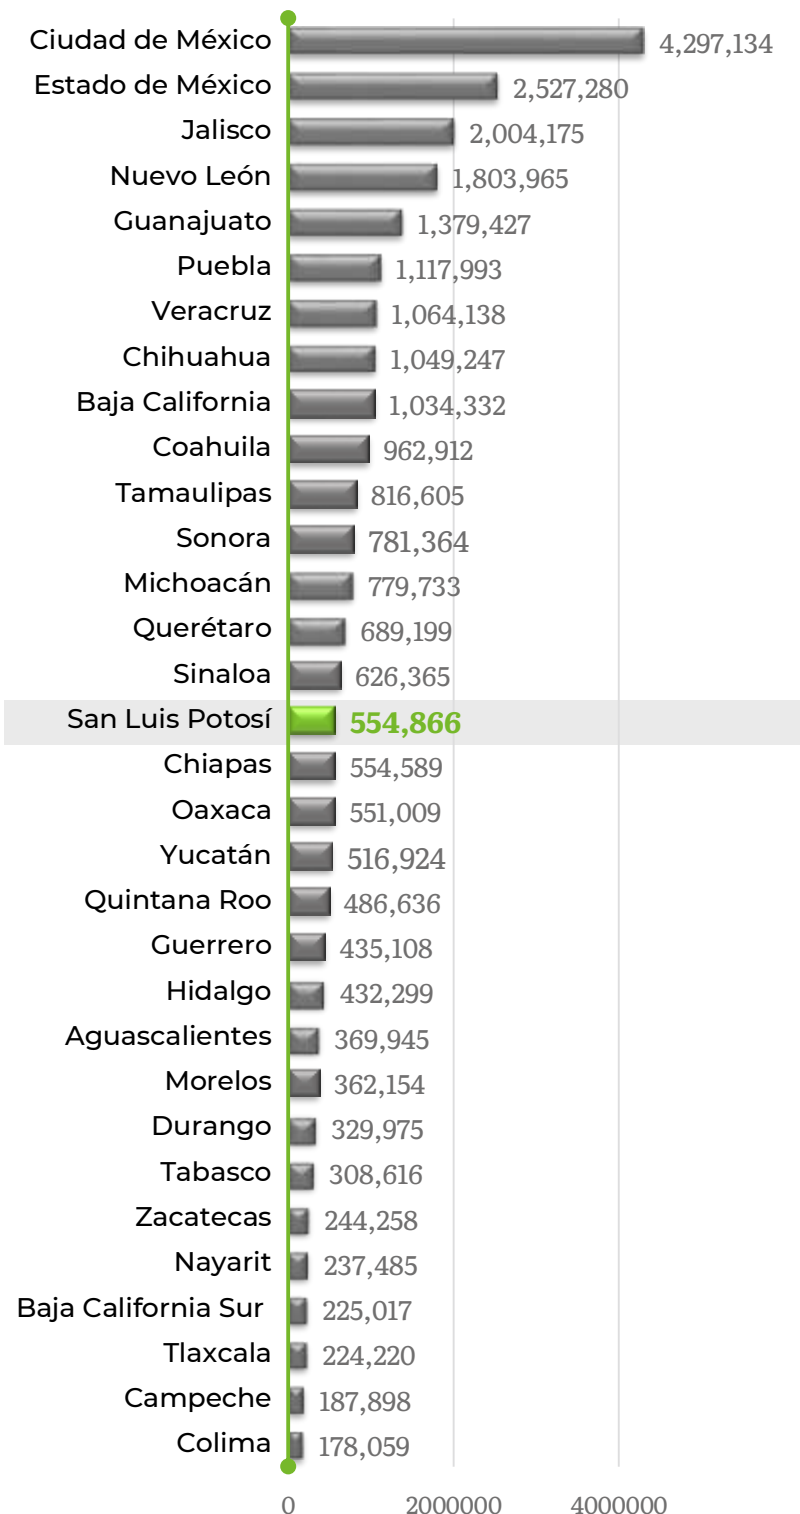 Ciudad de México 4,297,134
Estado de México 2,527,280
Jalisco 2,004,175
Nuevo León 1,803,965
Guanajuato 1,379,427
Puebla 1,117,993
Veracruz 1,064,138
Chihuahua 1,049,247
Baja California 1,034,332
Coahuila 962,912
Tamaulipas 816,605
Sonora 781,364
Michoacán 779,733
Querétaro 689,199
Sinaloa 626,365
San Luis Potosí 554,866
Chiapas 554,589
Oaxaca 551,009
Yucatán 516,924
Quintana Roo 486,636
Guerrero 435,108
Hidalgo 432,299
Aguascalientes 369,945
Morelos 362,154
Durango 329,975
Tabasco 308,616
Zacatecas 244,258
Nayarit 237,485
Baja California Sur 225,017
Tlaxcala 224,220
Campeche 187,898
Colima 178,059
0 2000000 4000000